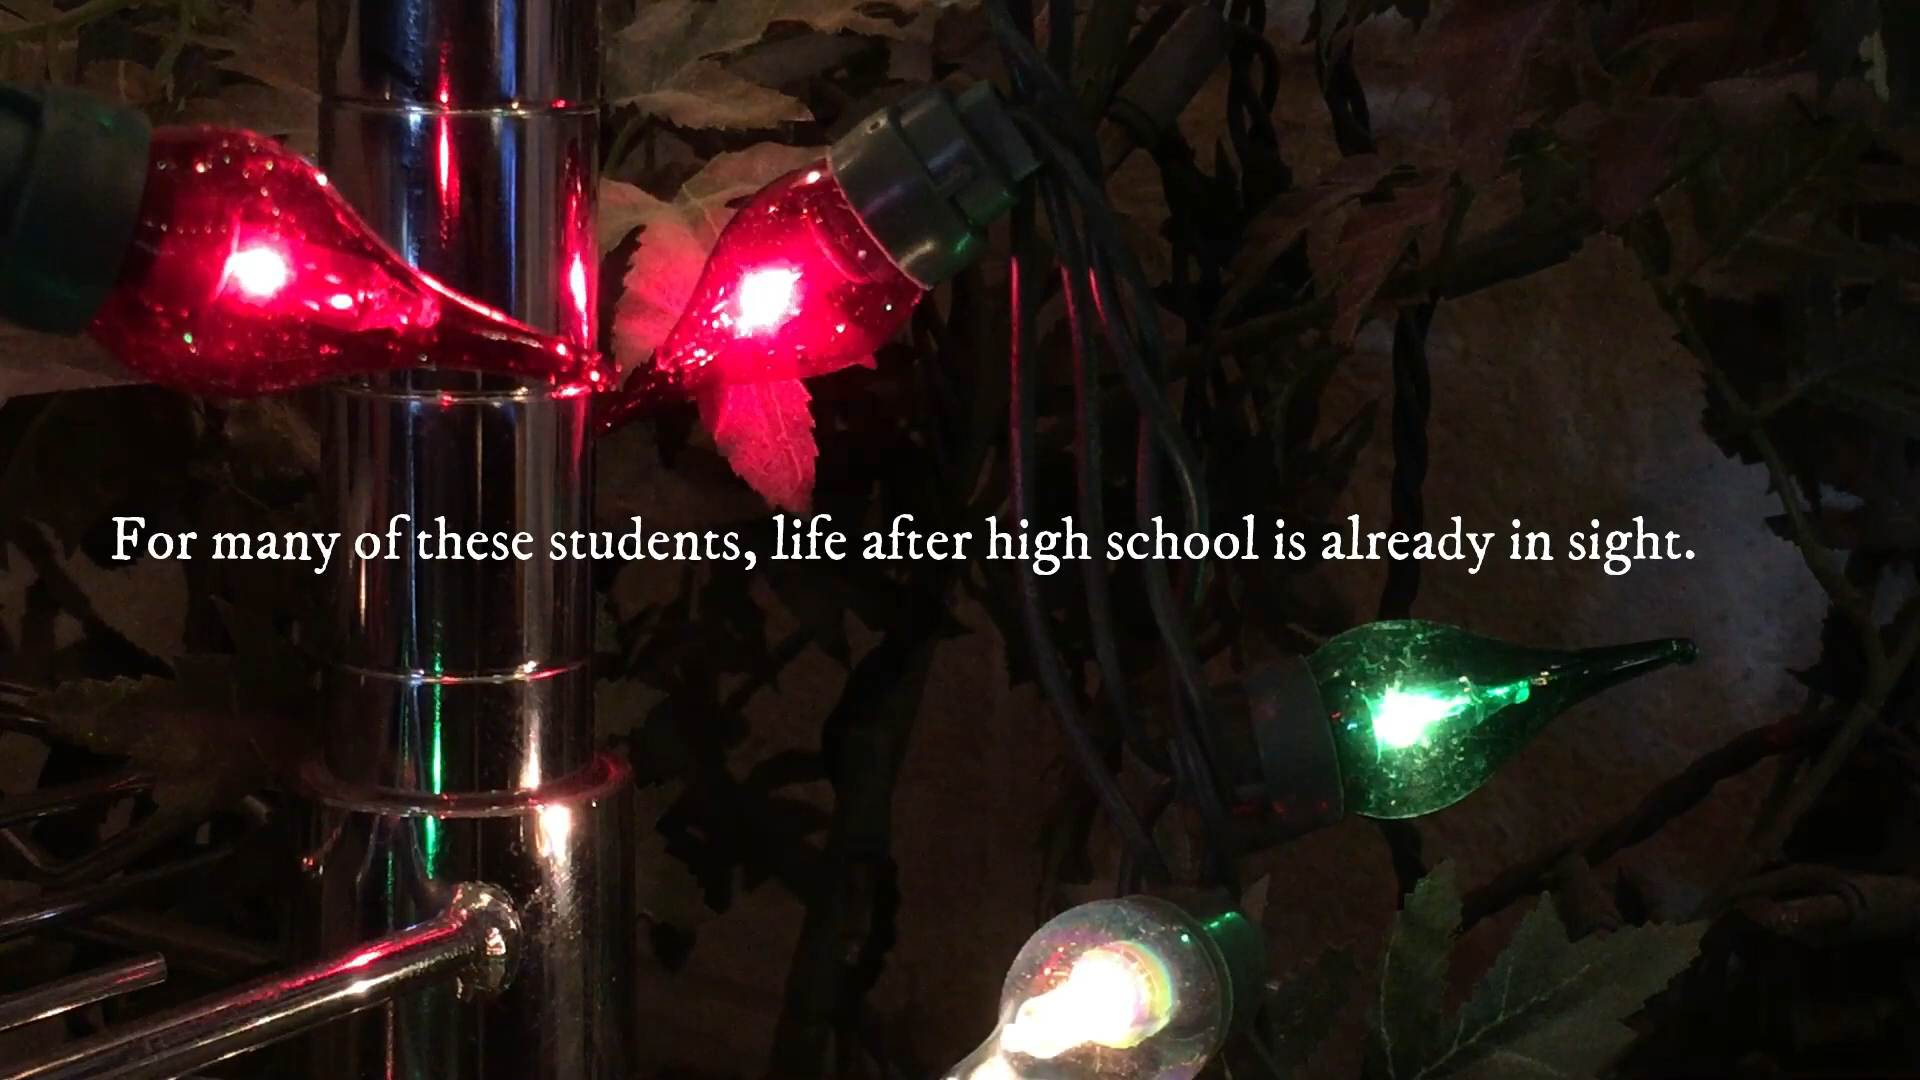 For many of these students, life after high school is already in sight.